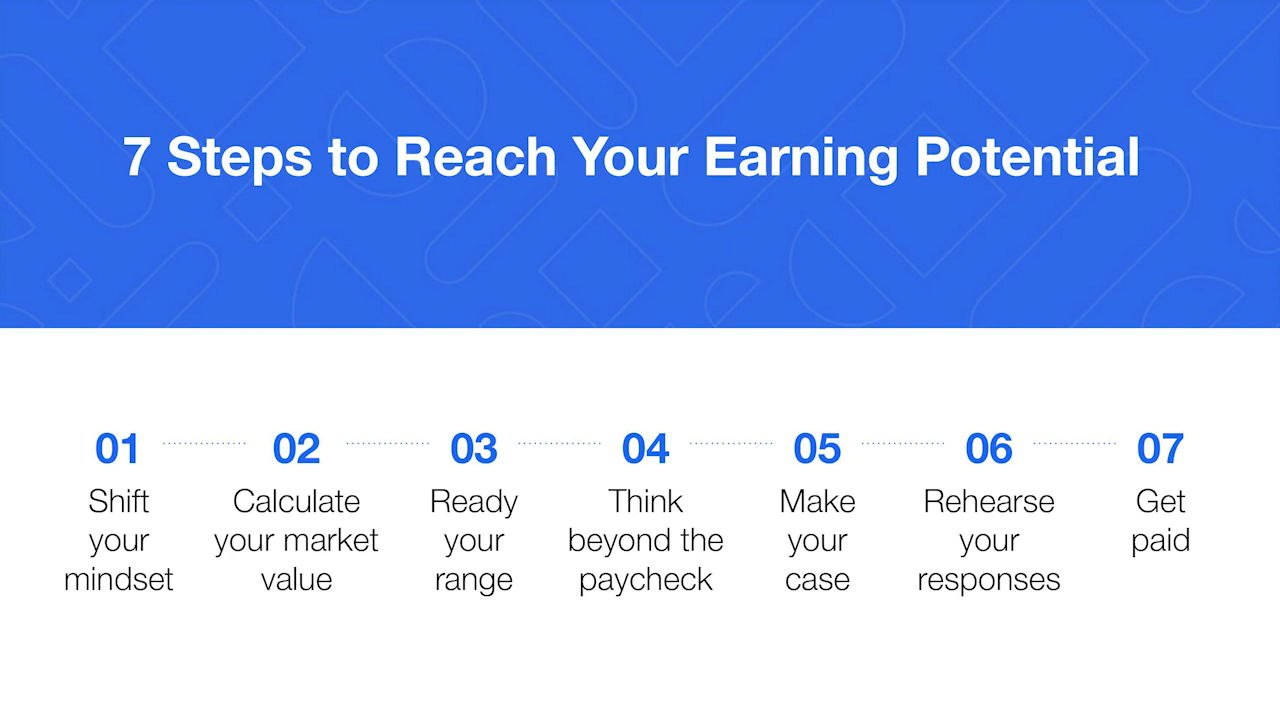 7 Steps to Reach Your Earning Potential
01
Shift
your
mindset
02
Calculate
your market
value
03
Ready
your
range
04
Think
beyond the
paycheck
05
Make
your
case
06
Rehearse
your
responses
07
Get
paid